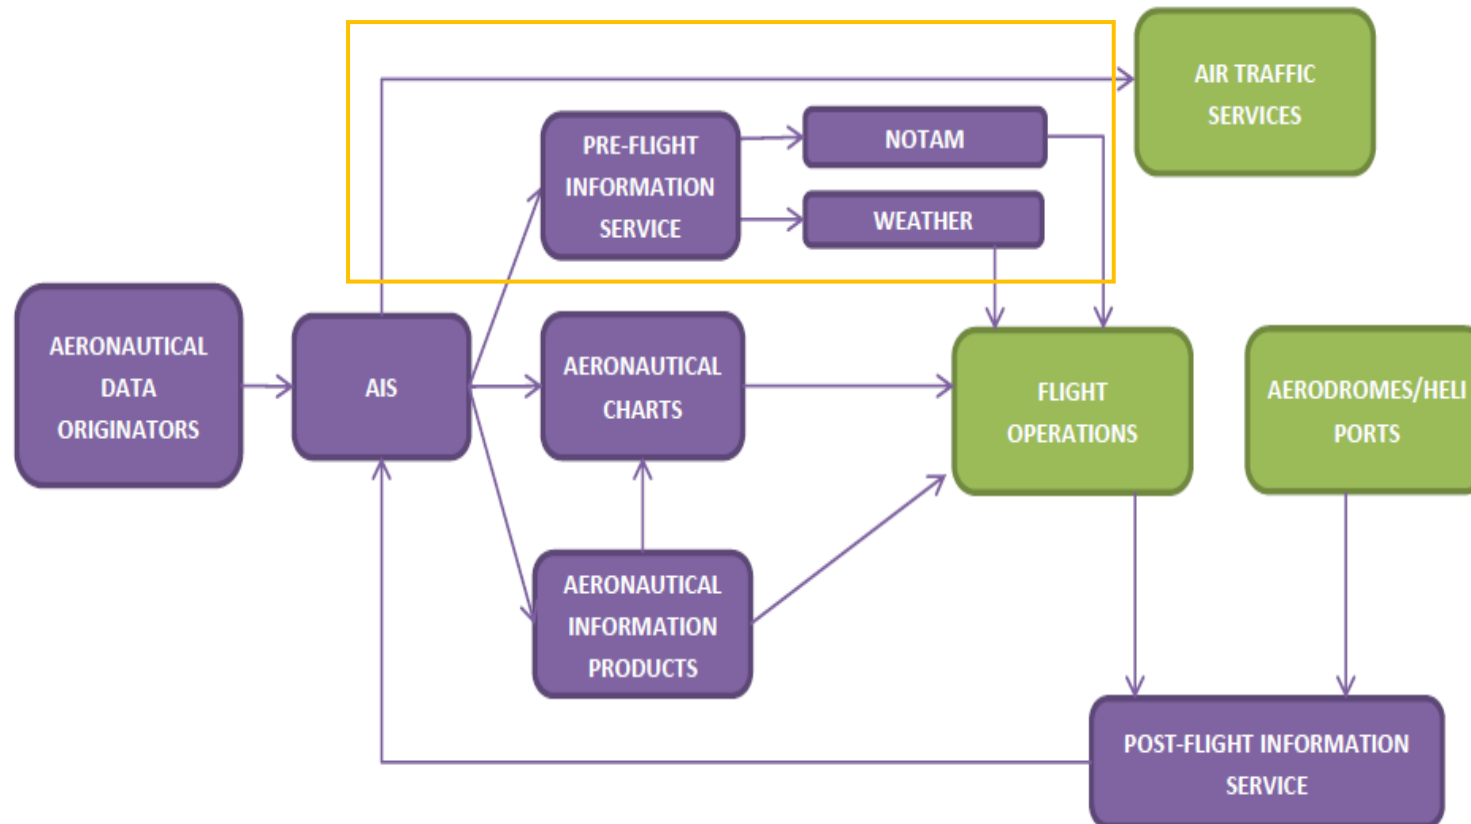 AIR TRAFFIC
SERVICES
PRE-FLIGHT
INFORMATION
SERVICE
NOTAM
WEATHER
AERONAUTICAL
DATA
ORIGINATORS
AIS
AERONAUTICAL
CHARTS
FLIGHT
OPERATIONS
AERODROMES/HELI
PORTS
AERONAUTICAL
INFORMATION
PRODUCTS
POST-FLIGHT INFORMATION
SERVICE